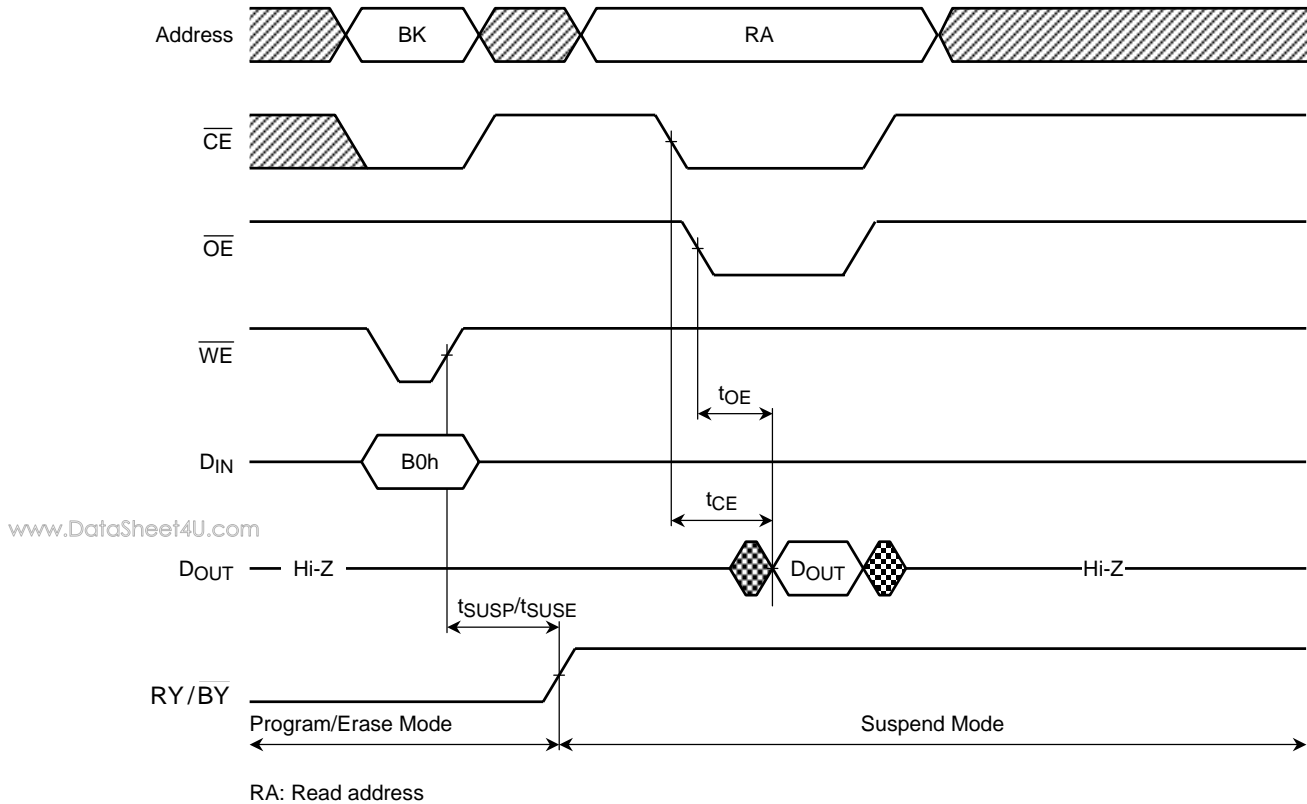 Address
BK
RA
CE
OE
WE
tOE
DIN
B0h
tCE
www.DataSheet4U.com
DOUT
Hi-Z
DOUT
Hi-Z
tSUSP/tSUSE
RY/BY
Program/Erase Mode
Suspend Mode
RA: Read address